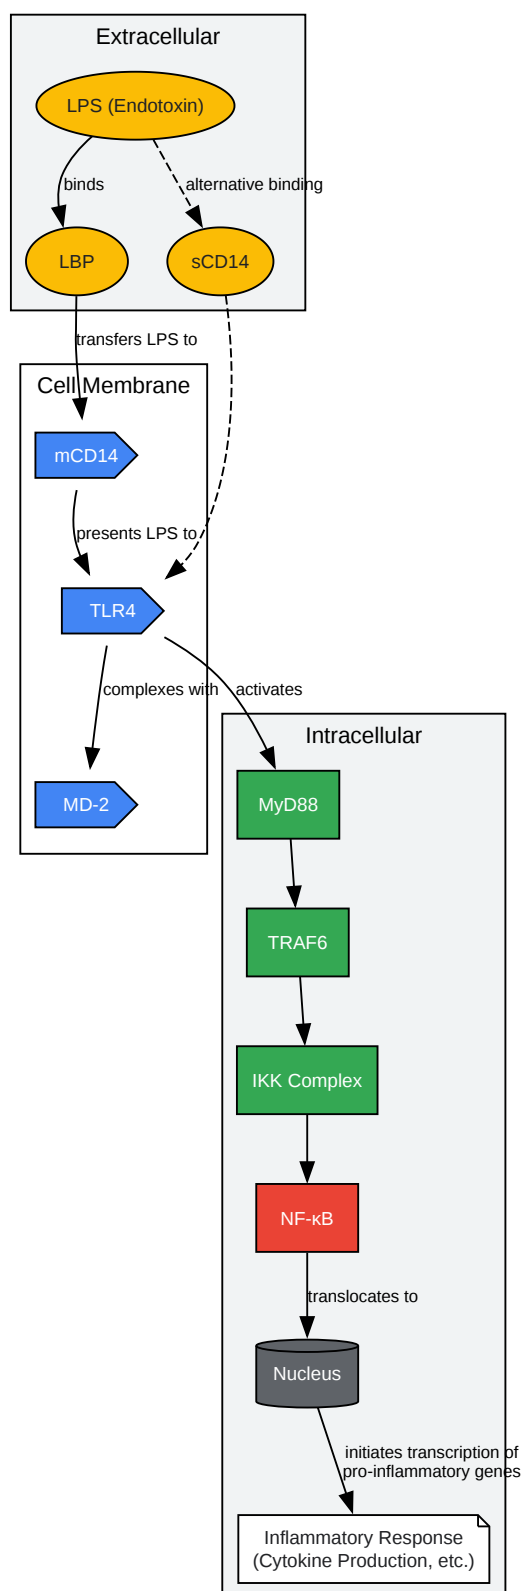 Extracellular
LPS (Endotoxin)
binds
alternative binding
LBP
sCD14
transfers LPS to
Cell Membrane
mCD14
presents LPS to
TLR4
complexes with
activates
Intracellular
MD-2
MyD88
TRAF6
IKK Complex
NF-κB
translocates to
Nucleus
initiates transcription of
pro-inflammatory genes
Inflammatory Response
(Cytokine Production, etc.)